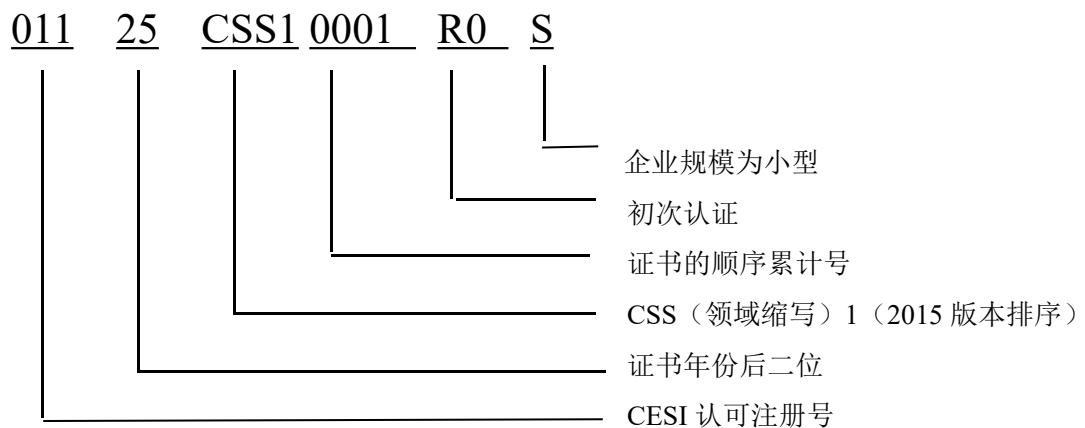 011 25 CSS1 0001 R0 S
企业规模为小型
初次认证
证书的顺序累计号
CSS（领域缩写）1（2015 版本排序）
证书年份后二位
CESI 认可注册号